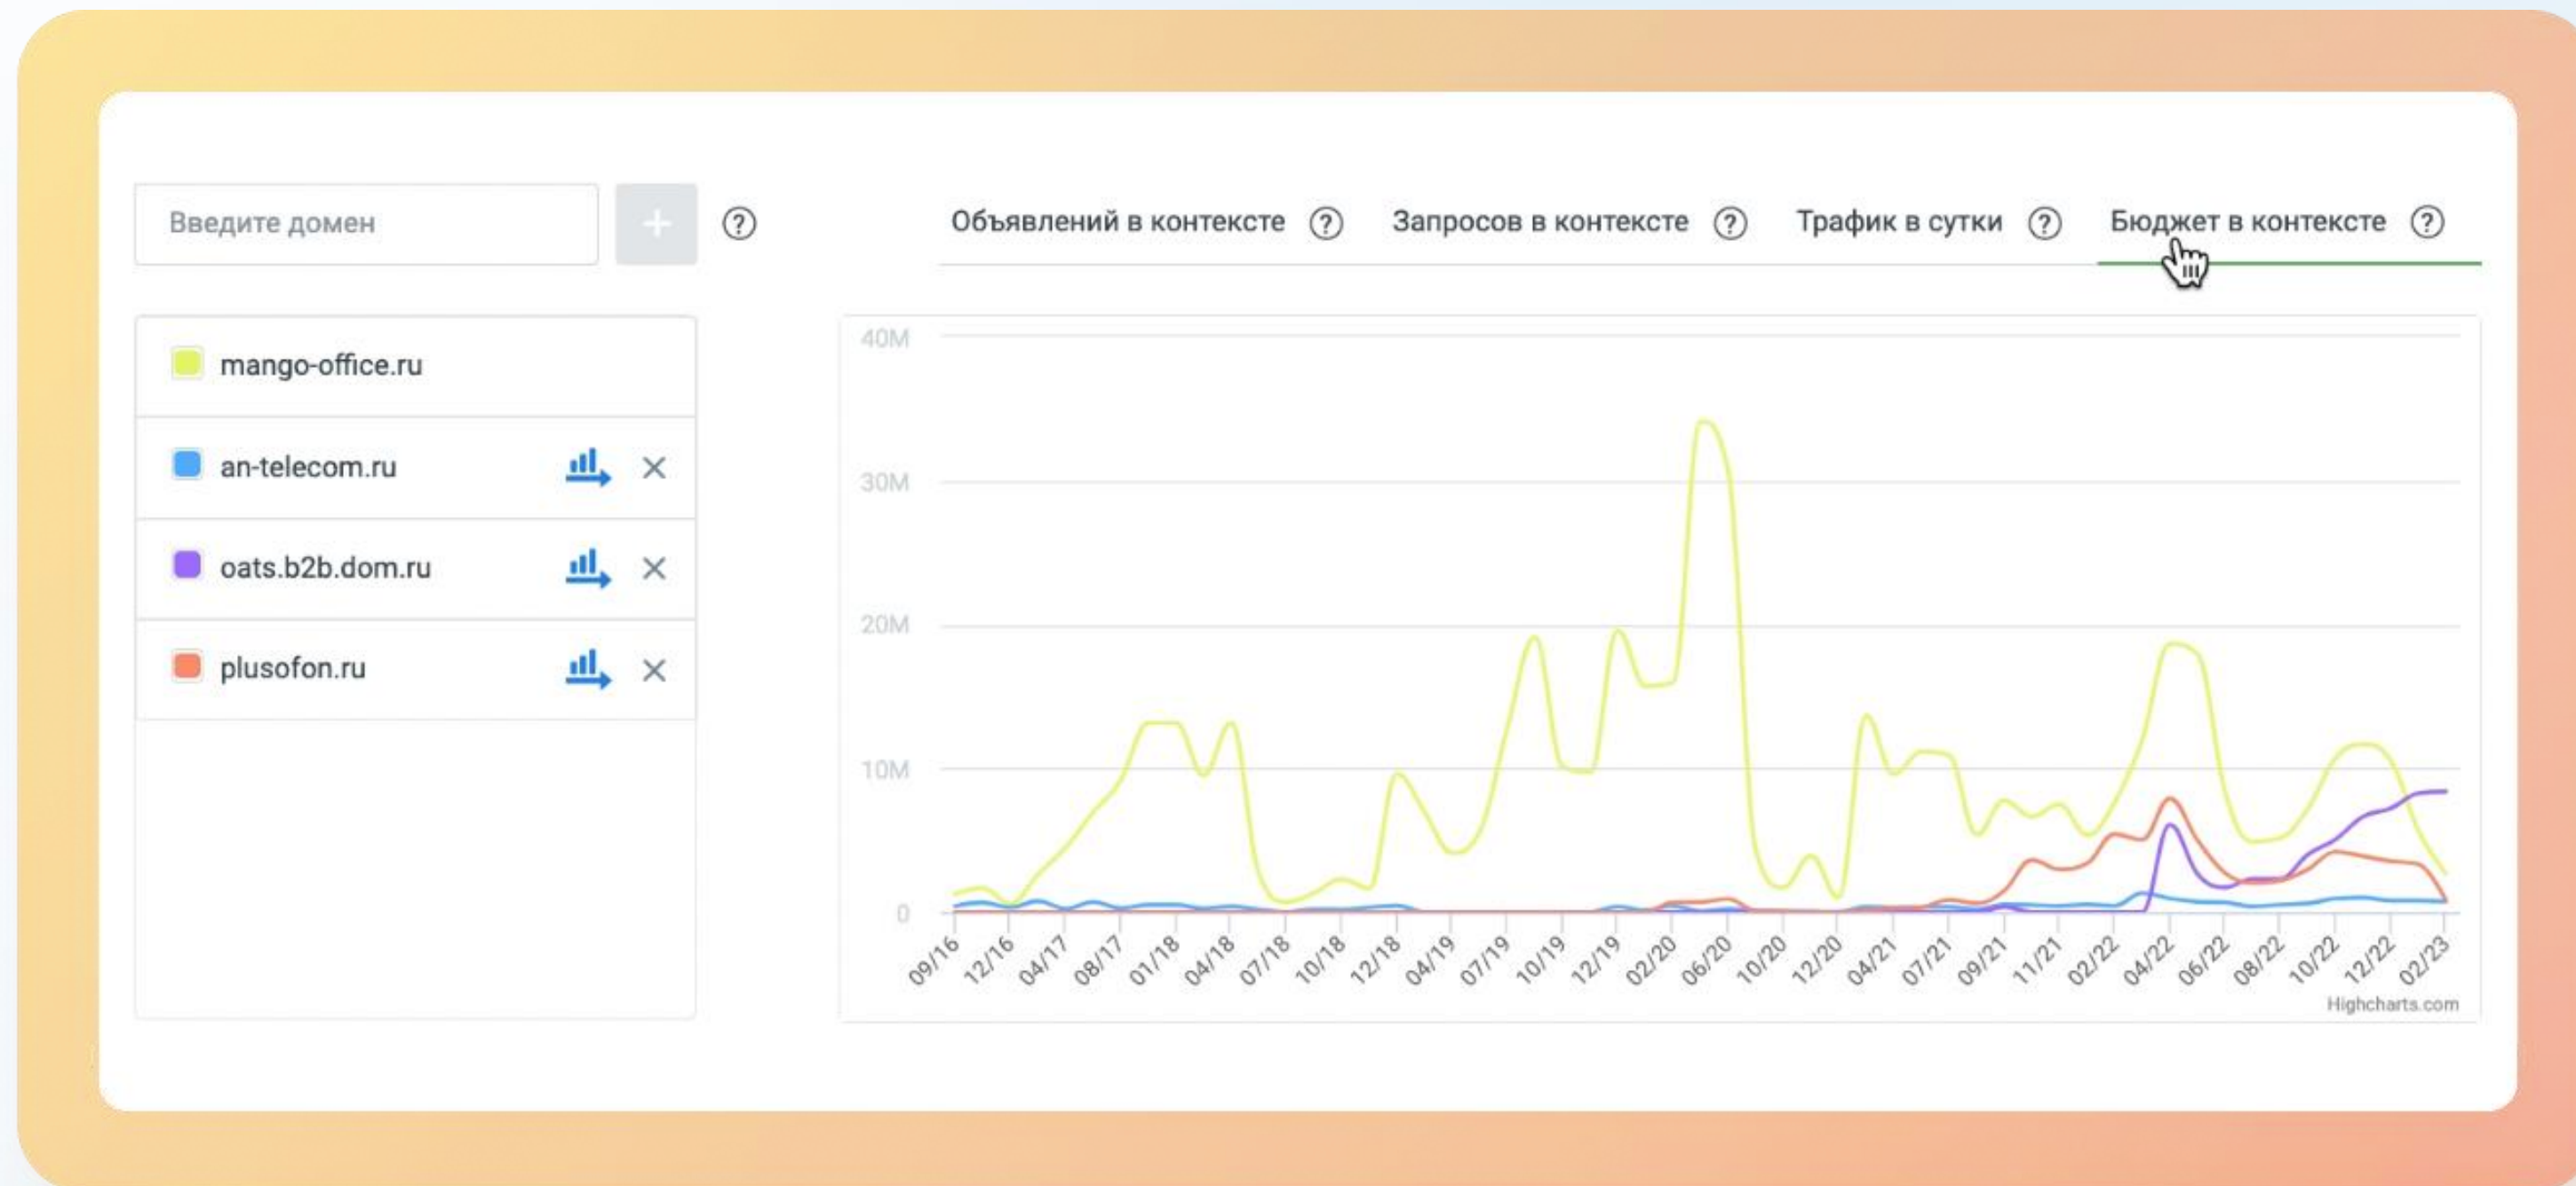 Введите домен
+
?
Объявлений в контексте ? Запросов в контексте ? Трафик в сутки ? Бюджет в контексте ?
mango-office.ru
an-telecom.ru
oats.b2b.dom.ru
plusofon.ru
40M
30M
20M
10M
0
09/16 12/16 04/17 08/17 01/18 04/18 07/18 10/18 12/18 04/19 07/19 10/19 12/19 02/20 06/20 10/20 12/20 04/21 07/21 09/21 11/21 02/22 04/22 06/22 08/22 10/22 12/22 02/23
Highcharts.com